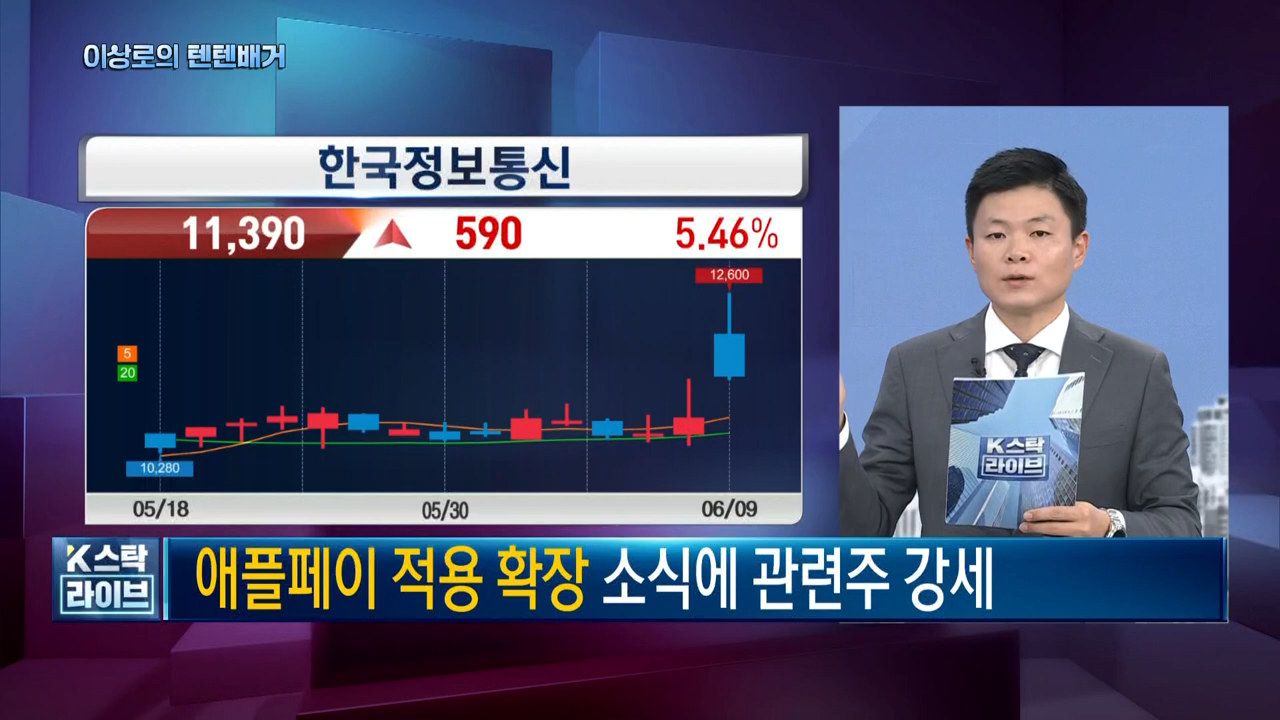 이상로의 텐텐배거
한국정보통신
11,390 590 5.46%
12,600
5
20
10,280
05/18 05/30 06/09
K스탁
라이브
K스탁
라이브
애플페이 적용 확장 소식에 관련주 강세